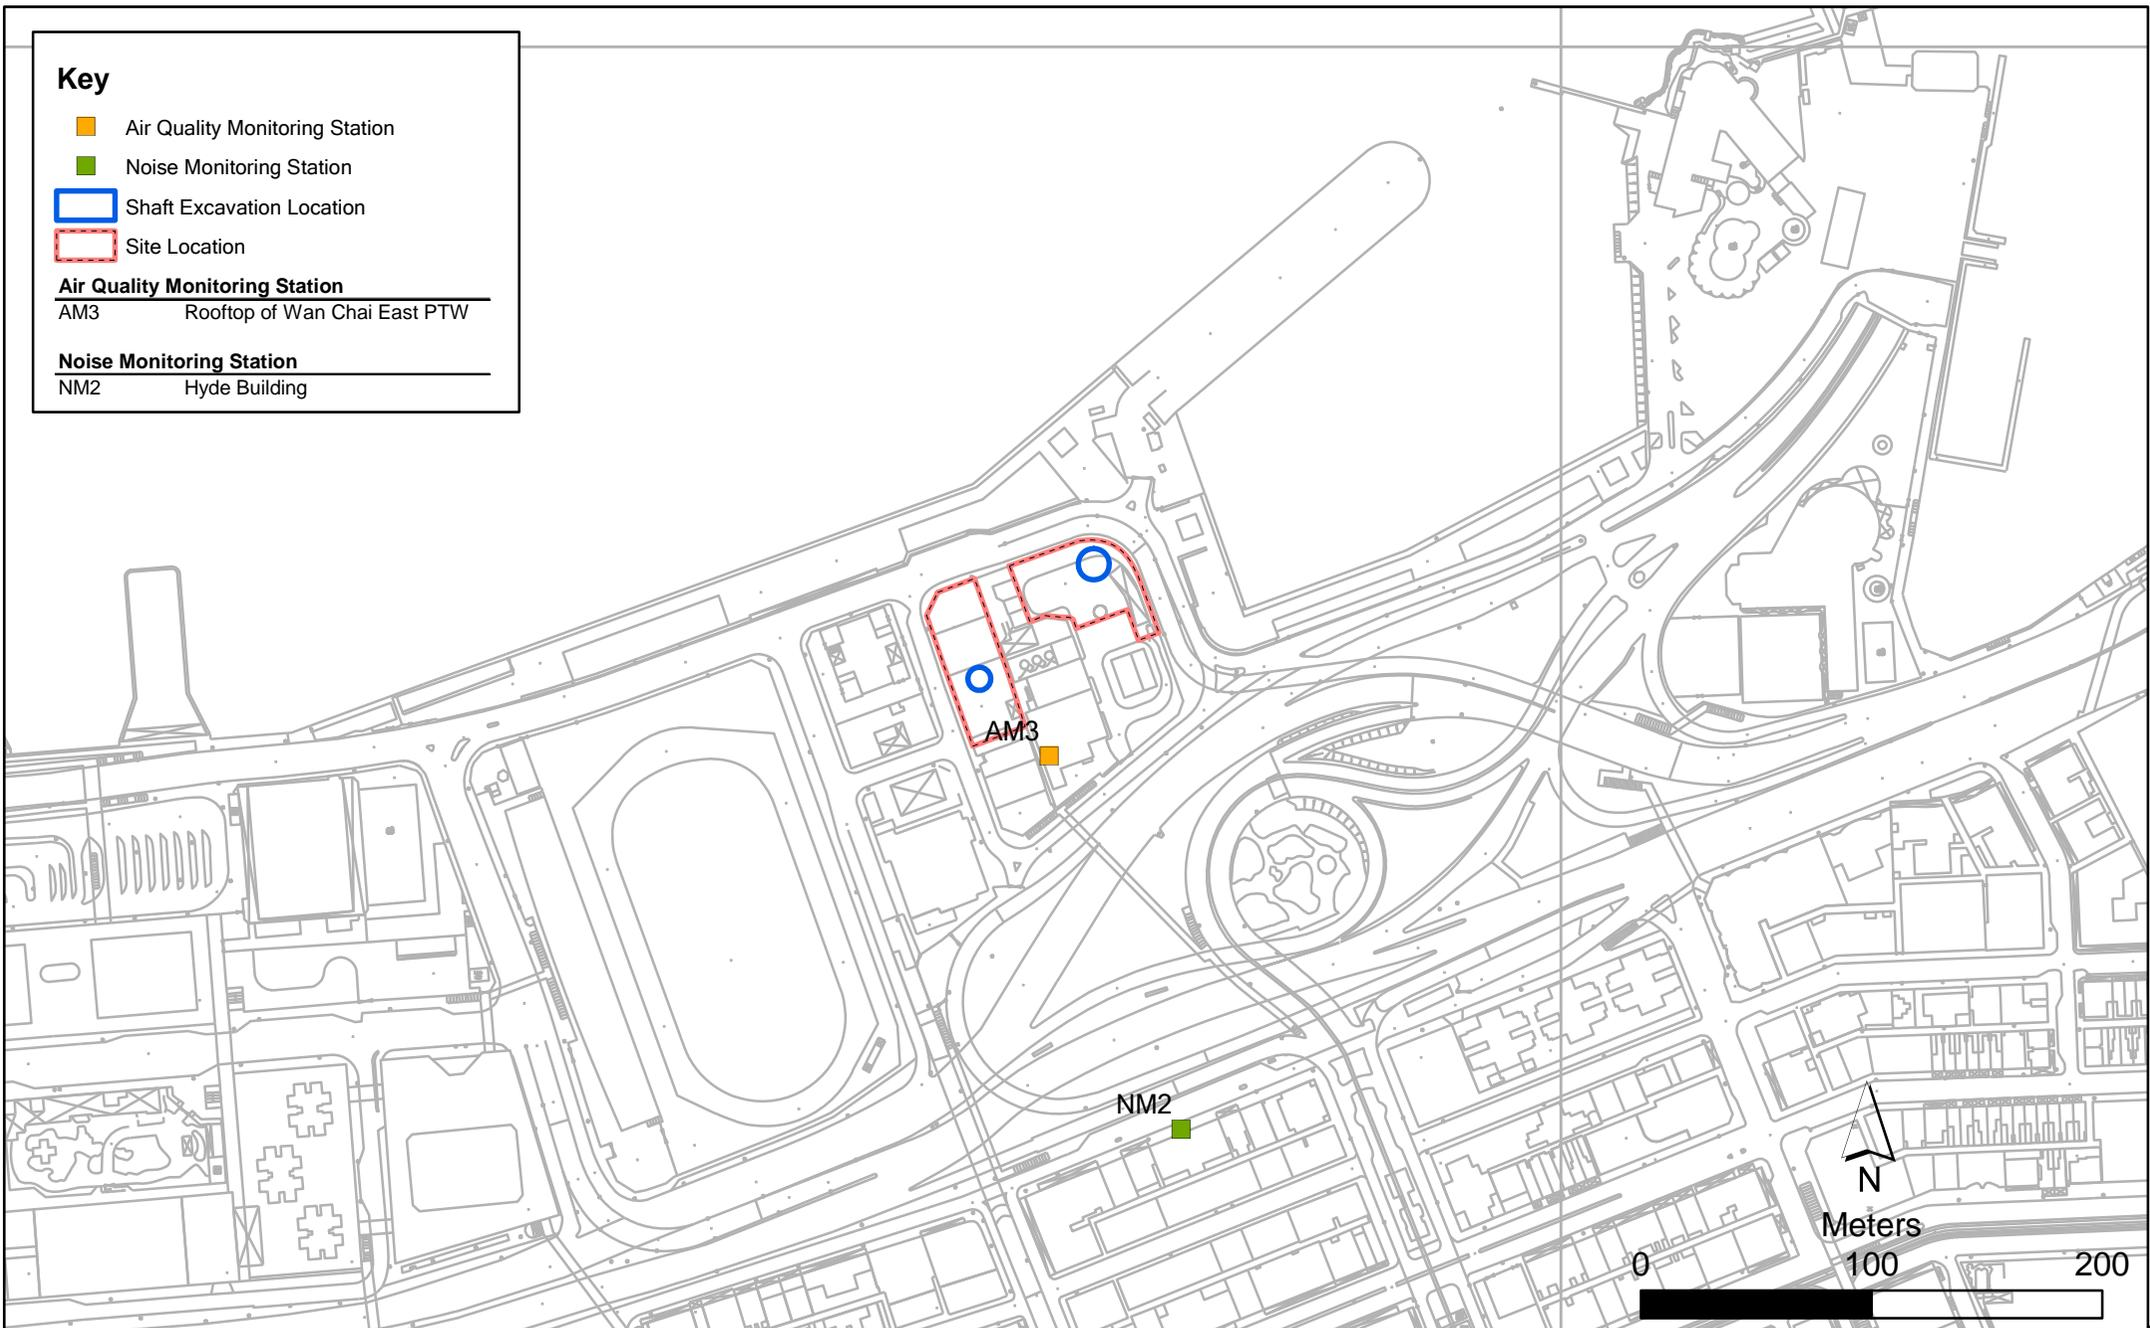 Key
Air Quality Monitoring Station
Noise Monitoring Station
Shaft Excavation Location
Site Location
Air Quality Monitoring Station
AM3 Rooftop of Wan Chai East PTW
Noise Monitoring Station
NM2 Hyde Building
AM3
NM2
N
Meters
0 100 200